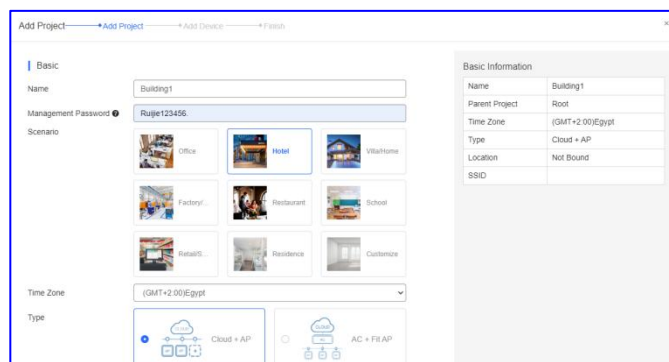 Add Project Add Project Add Device Finish ×
Basic
Name Building1
Management Password Ruijie123456.
Scenario
Office Hotel Villa/Home
Factory/... Restaurant School
Retail/S... Residence Customize
Time Zone (GMT+2:00)Egypt
Type
Cloud + AP AC + Fit AP
Basic Information
Name Building1
Parent Project Root
Time Zone (GMT+2:00)Egypt
Type Cloud + AP
Location Not Bound
SSID